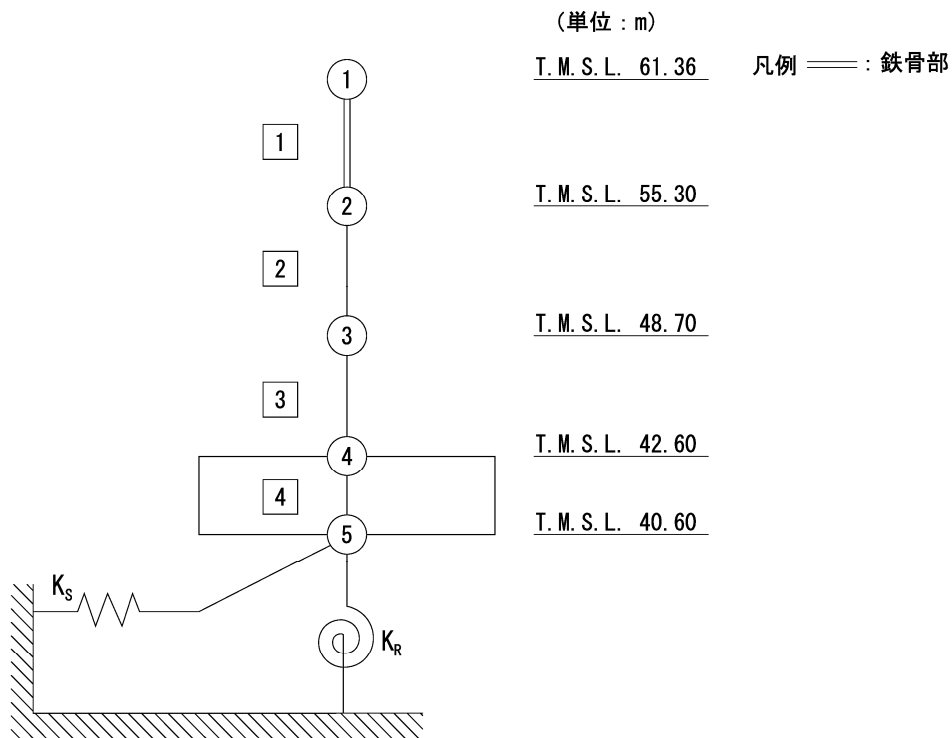 (単位：m)
① T.M.S.L. 61.36 凡例 ：鉄骨部
1
② T.M.S.L. 55.30
2
③ T.M.S.L. 48.70
3
④ T.M.S.L. 42.60
4
⑤ T.M.S.L. 40.60
KS
KR